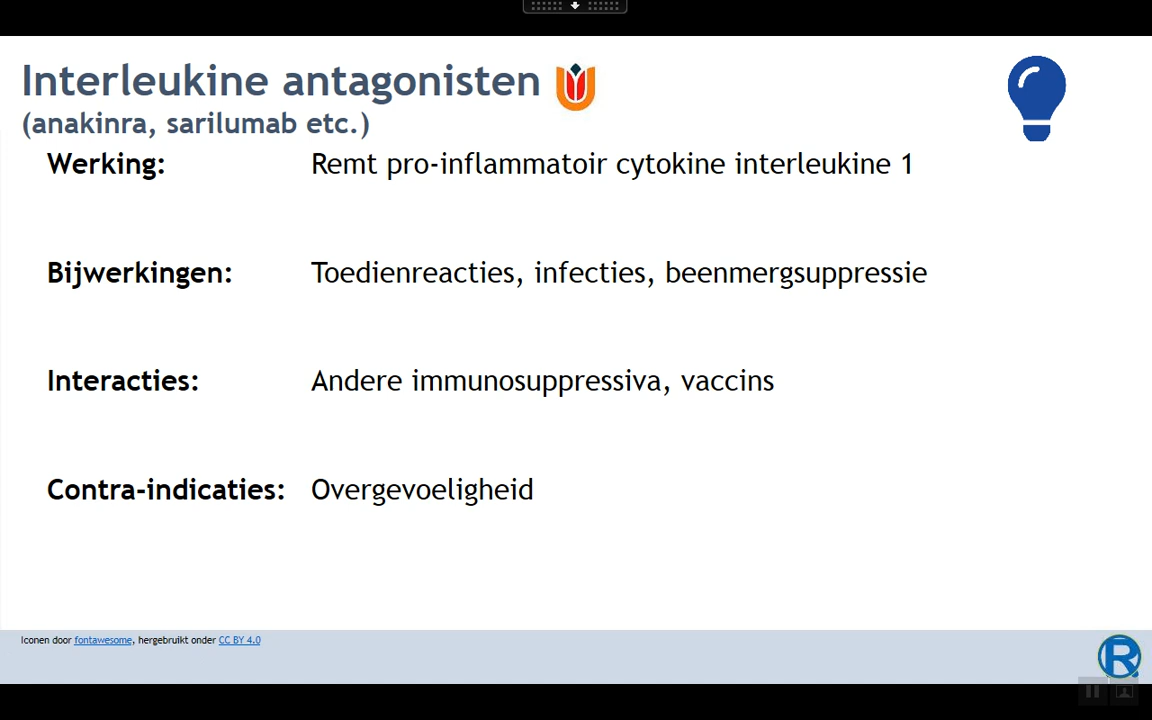 Interleukine antagonisten
(anakinra, sarilumab etc.)
Werking: Remt pro-inflammatoir cytokine interleukine 1
Bijwerkingen: Toedienreacties, infecties, beenmergsuppressie
Interacties: Andere immunosuppressiva, vaccins
Contra-indicaties: Overgevoeligheid
Iconen door fontawesome, hergebruikt onder CC BY 4.0
R